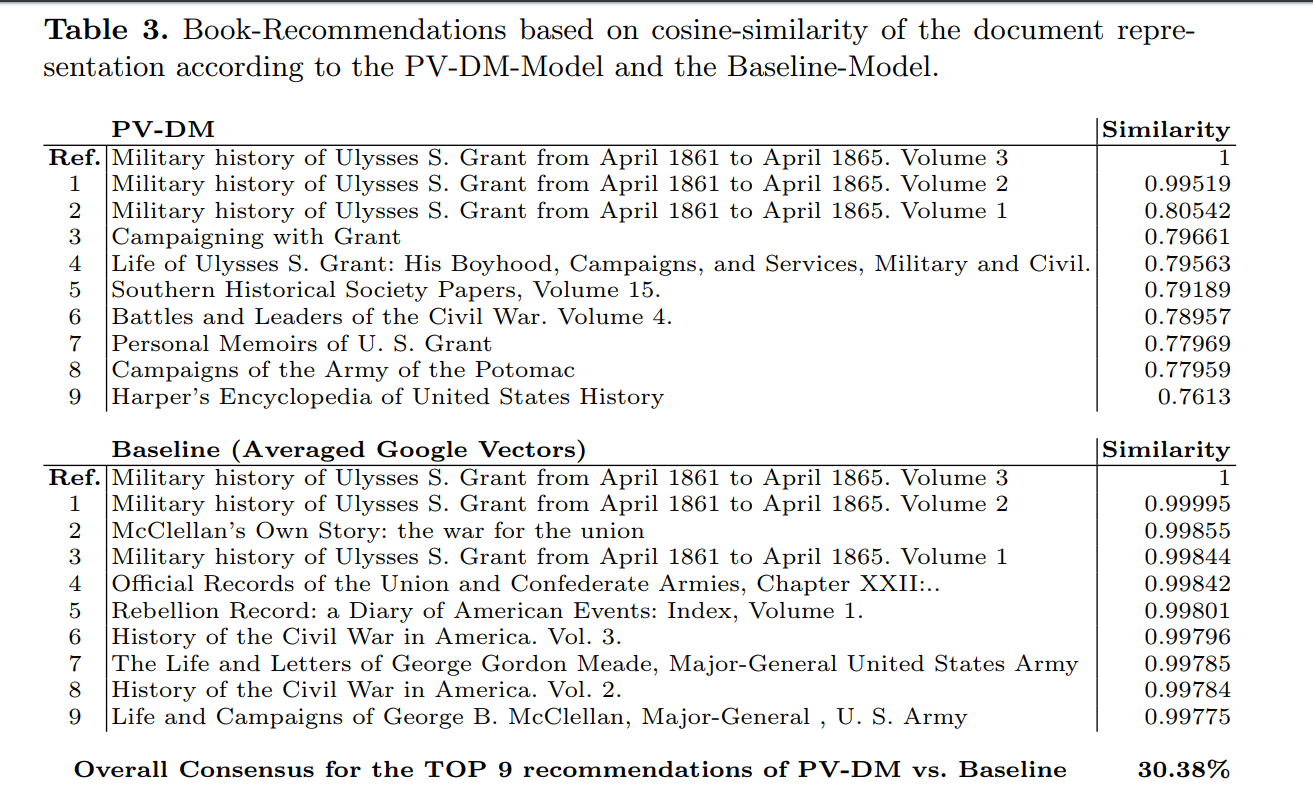 Table 3. Book-Recommendations based on cosine-similarity of the document repre-
sentation according to the PV-DM-Model and the Baseline-Model.
PV-DM Similarity
Ref. Military history of Ulysses S. Grant from April 1861 to April 1865. Volume 3 1
1 Military history of Ulysses S. Grant from April 1861 to April 1865. Volume 2 0.99519
2 Military history of Ulysses S. Grant from April 1861 to April 1865. Volume 1 0.80542
3 Campaigning with Grant 0.79661
4 Life of Ulysses S. Grant: His Boyhood, Campaigns, and Services, Military and Civil. 0.79563
5 Southern Historical Society Papers, Volume 15. 0.79189
6 Battles and Leaders of the Civil War. Volume 4. 0.78957
7 Personal Memoirs of U. S. Grant 0.77969
8 Campaigns of the Army of the Potomac 0.77959
9 Harper's Encyclopedia of United States History 0.7613
Baseline (Averaged Google Vectors) Similarity
Ref. Military history of Ulysses S. Grant from April 1861 to April 1865. Volume 3 1
1 Military history of Ulysses S. Grant from April 1861 to April 1865. Volume 2 0.99995
2 McClellan's Own Story: the war for the union 0.99855
3 Military history of Ulysses S. Grant from April 1861 to April 1865. Volume 1 0.99844
4 Official Records of the Union and Confederate Armies, Chapter XXII:.. 0.99842
5 Rebellion Record: a Diary of American Events: Index, Volume 1. 0.99801
6 History of the Civil War in America. Vol. 3. 0.99796
7 The Life and Letters of George Gordon Meade, Major-General United States Army 0.99785
8 History of the Civil War in America. Vol. 2. 0.99784
9 Life and Campaigns of George B. McClellan, Major-General , U. S. Army 0.99775
Overall Consensus for the TOP 9 recommendations of PV-DM vs. Baseline 30.38%